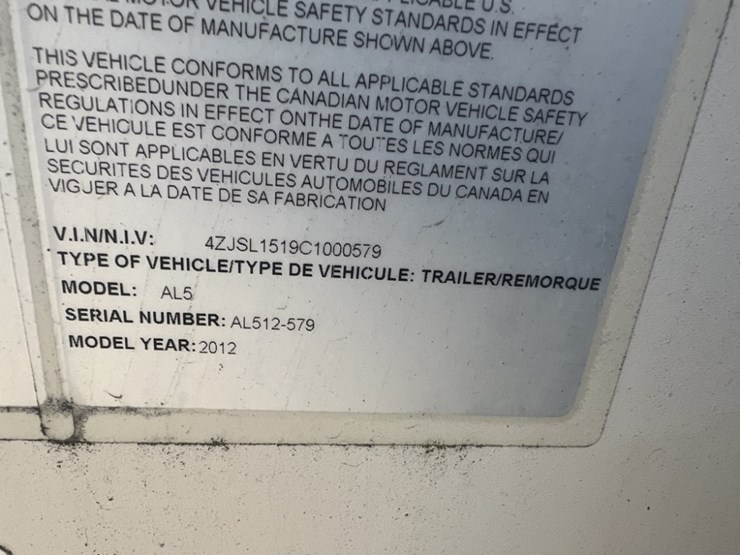 VEHICLE SAFETY STANDARDS IN EFFECT
ON THE DATE OF MANUFACTURE SHOWN ABOVE.
THIS VEHICLE CONFORMS TO ALL APPLICABLE STANDARDS
PRESCRIBEDUNDER THE CANADIAN MOTOR VEHICLE SAFETY
REGULATIONS IN EFFECT ONTHE DATE OF MANUFACTURE/
CE VEHICULE EST CONFORME A TOUTES LES NORMES QUI
LUI SONT APPLICABLES EN VERTU DU REGLAMENT SUR LA
SECURITES DES VEHICULES AUTOMOBILES DU CANADA EN
VIGJER A LA DATE DE SA FABRICATION
V.I.N/N.I.V: 4ZJSL1519C1000579
TYPE OF VEHICLE/TYPE DE VEHICULE: TRAILER/REMORQUE
MODEL: AL5
SERIAL NUMBER: AL512-579
MODEL YEAR:2012